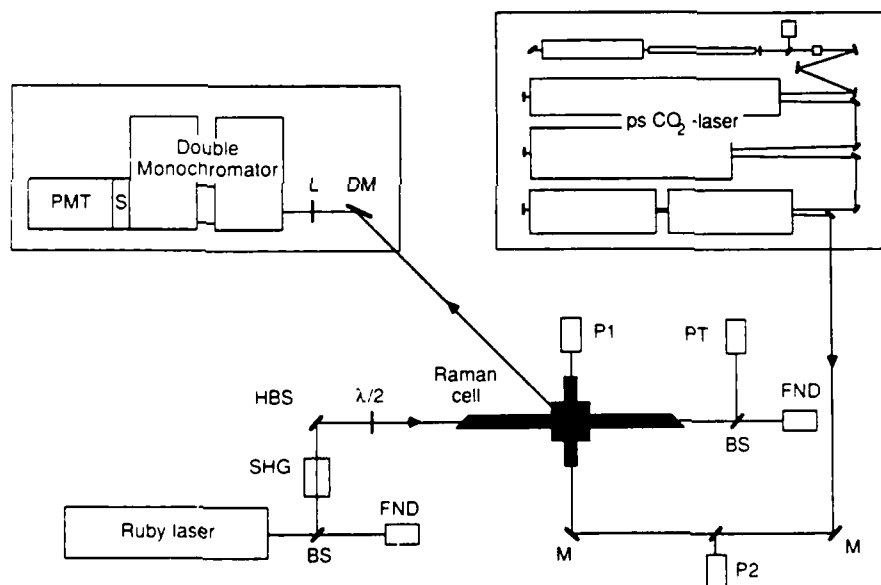 ps CO₂ -laser
Double
Monochromator
PMT
S
L
DM
P1
PT
Raman
cell
FND
HBS
λ/2
BS
SHG
FND
Ruby laser
BS
M
M
P2